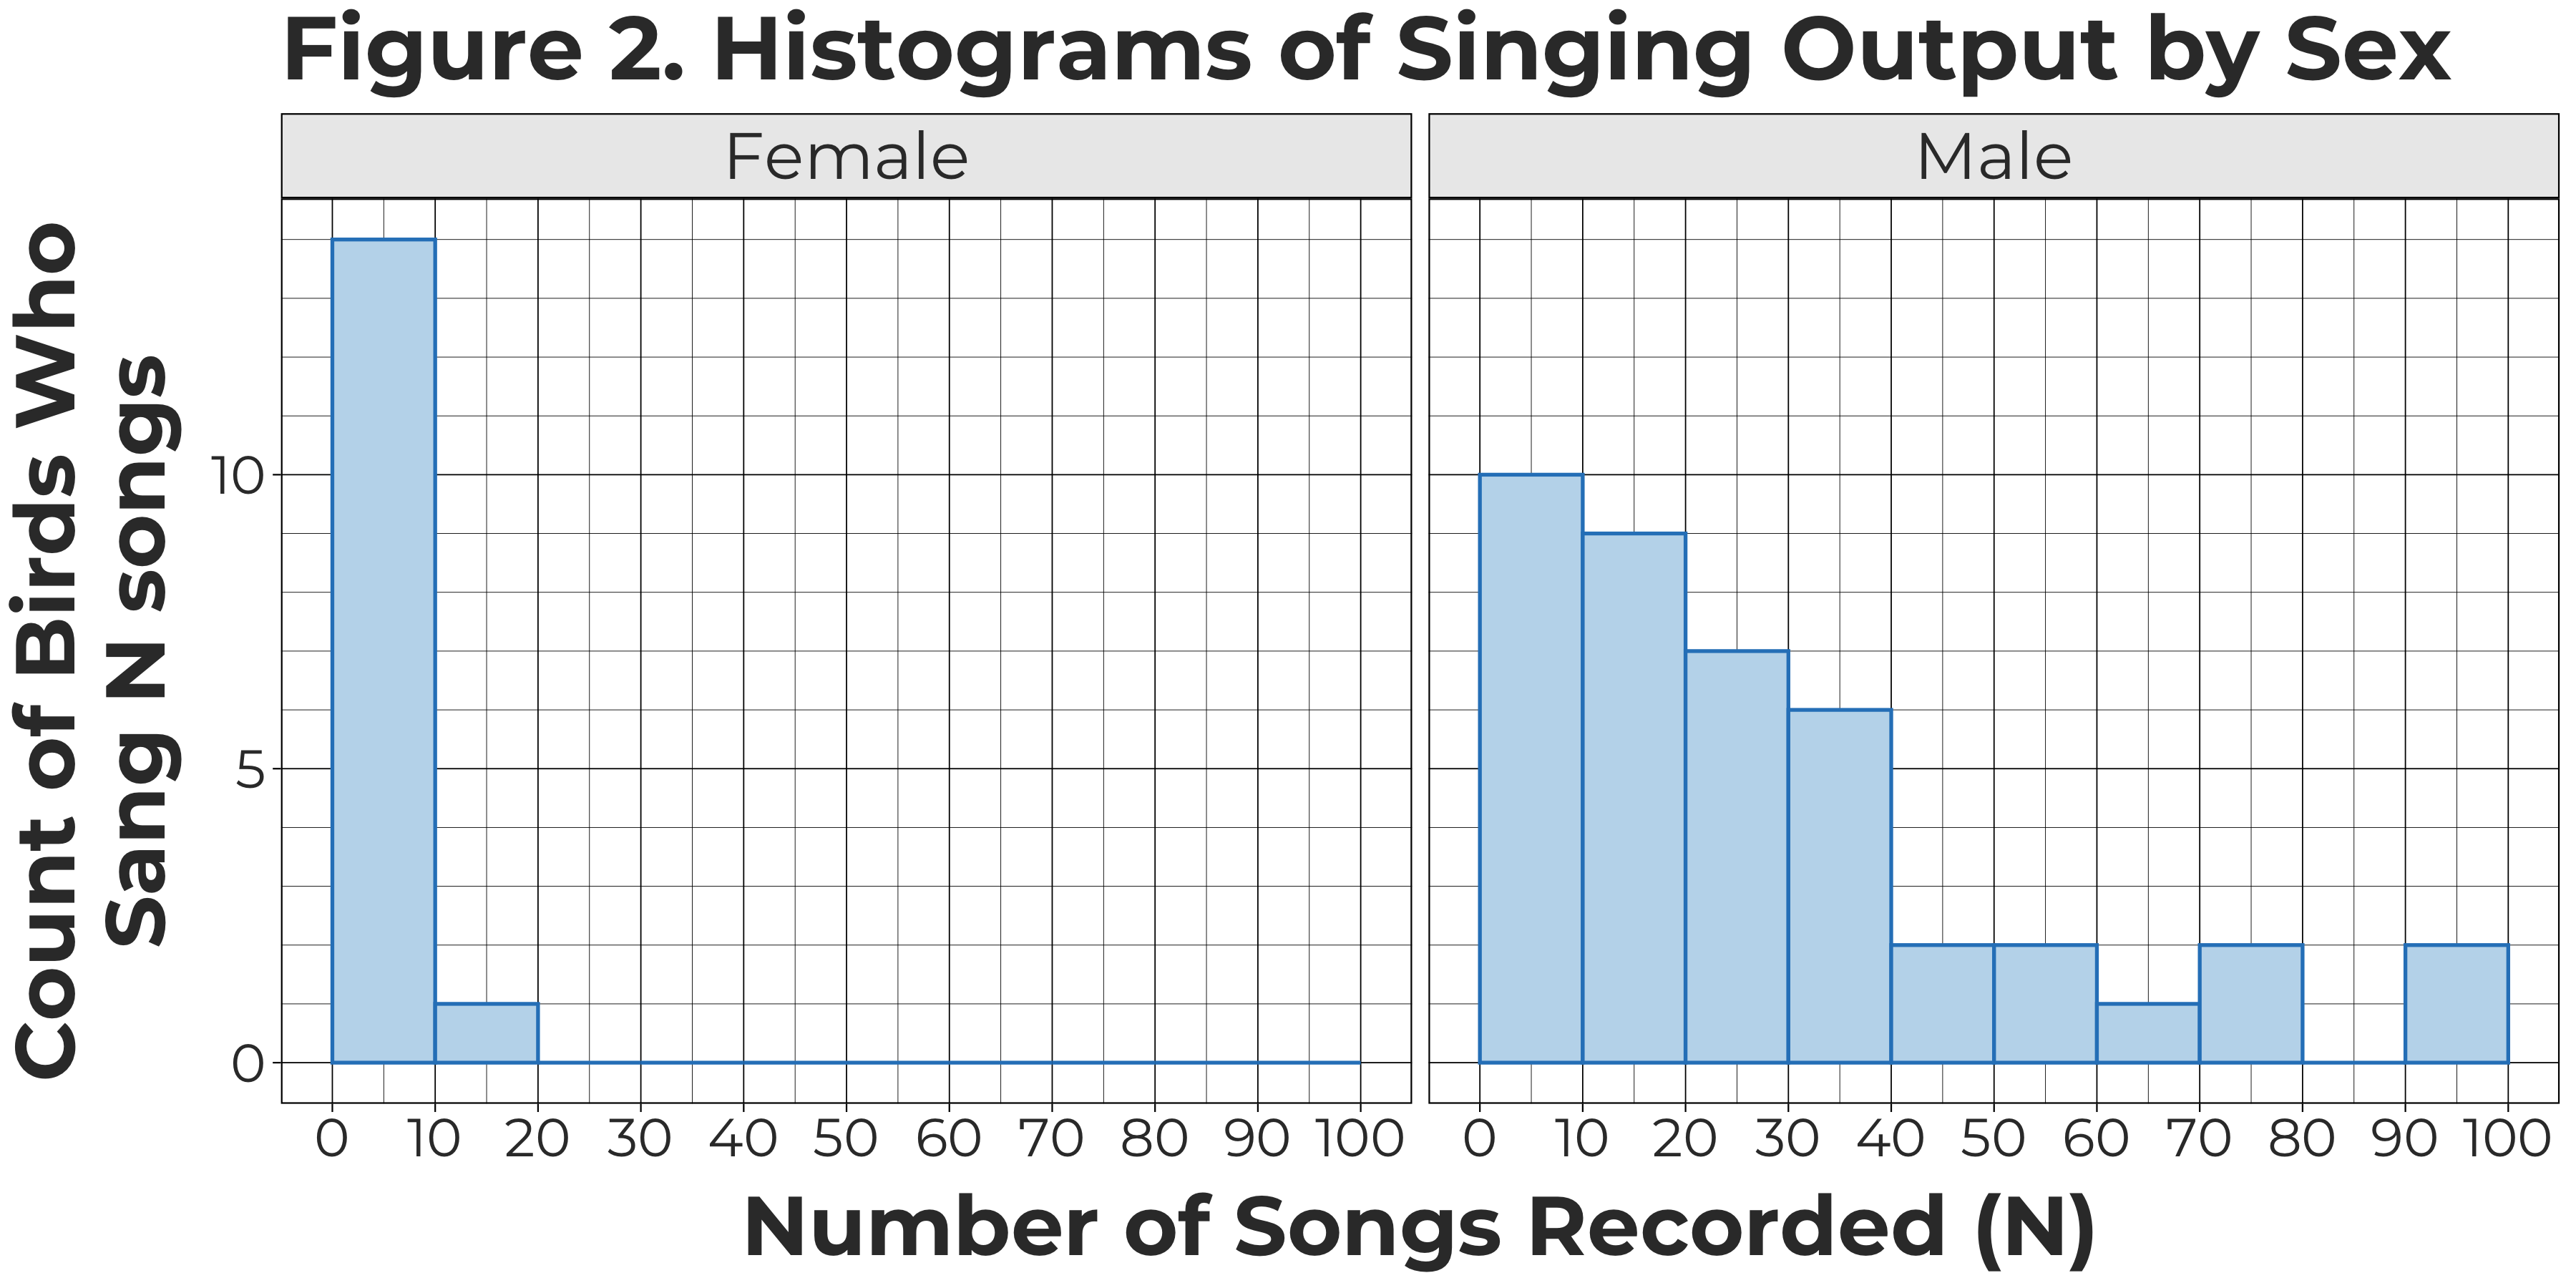 Figure 2. Histograms of Singing Output by Sex
Female
Male
Count of Birds Who
Sang N songs
10
5
0
0 10 20 30 40 50 60 70 80 90 100
0 10 20 30 40 50 60 70 80 90 100
Number of Songs Recorded (N)